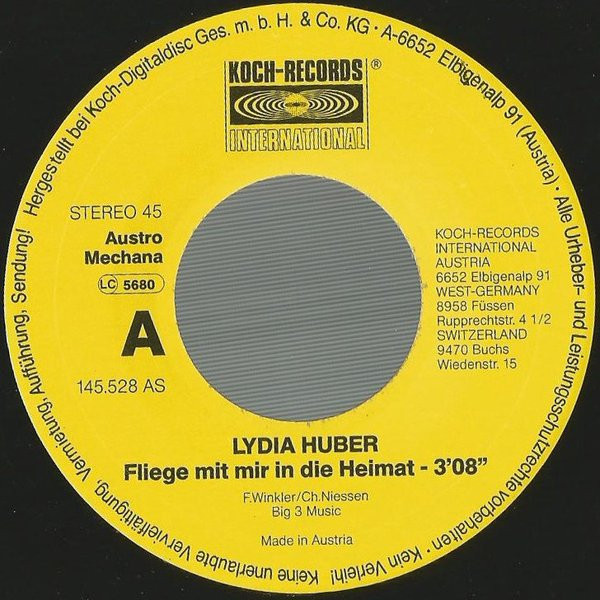 Hergestellt bei Koch-Digitaldisc Ges. m. b. H. & Co. KG · A-6652 Elbigenalp 91 (Austria) · Alle Urheber- und Leistungsschutzrechte vorbehalten · Kein Verleih! Keine unerlaubte Vervielfältigung, Vermietung, Aufführung, Sendung!
KOCH-RECORDS ®
INTERNATIONAL
STEREO 45
Austro
Mechana
LC 5680
A
145.528 AS
KOCH-RECORDS
INTERNATIONAL
AUSTRIA
6652 Elbigenalp 91
WEST-GERMANY
8958 Füssen
Rupprechtstr. 4 1/2
SWITZERLAND
9470 Buchs
Wiedenstr. 15
LYDIA HUBER
Fliege mit mir in die Heimat - 3'08”
F.Winkler/Ch.Niessen
Big 3 Music
Made in Austria